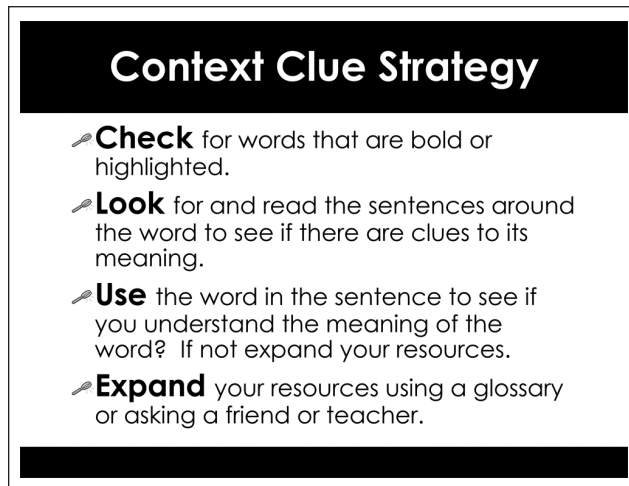 Context Clue Strategy
Check for words that are bold or
highlighted.
Look for and read the sentences around
the word to see if there are clues to its
meaning.
Use the word in the sentence to see if
you understand the meaning of the
word?  If not expand your resources.
Expand your resources using a glossary
or asking a friend or teacher.